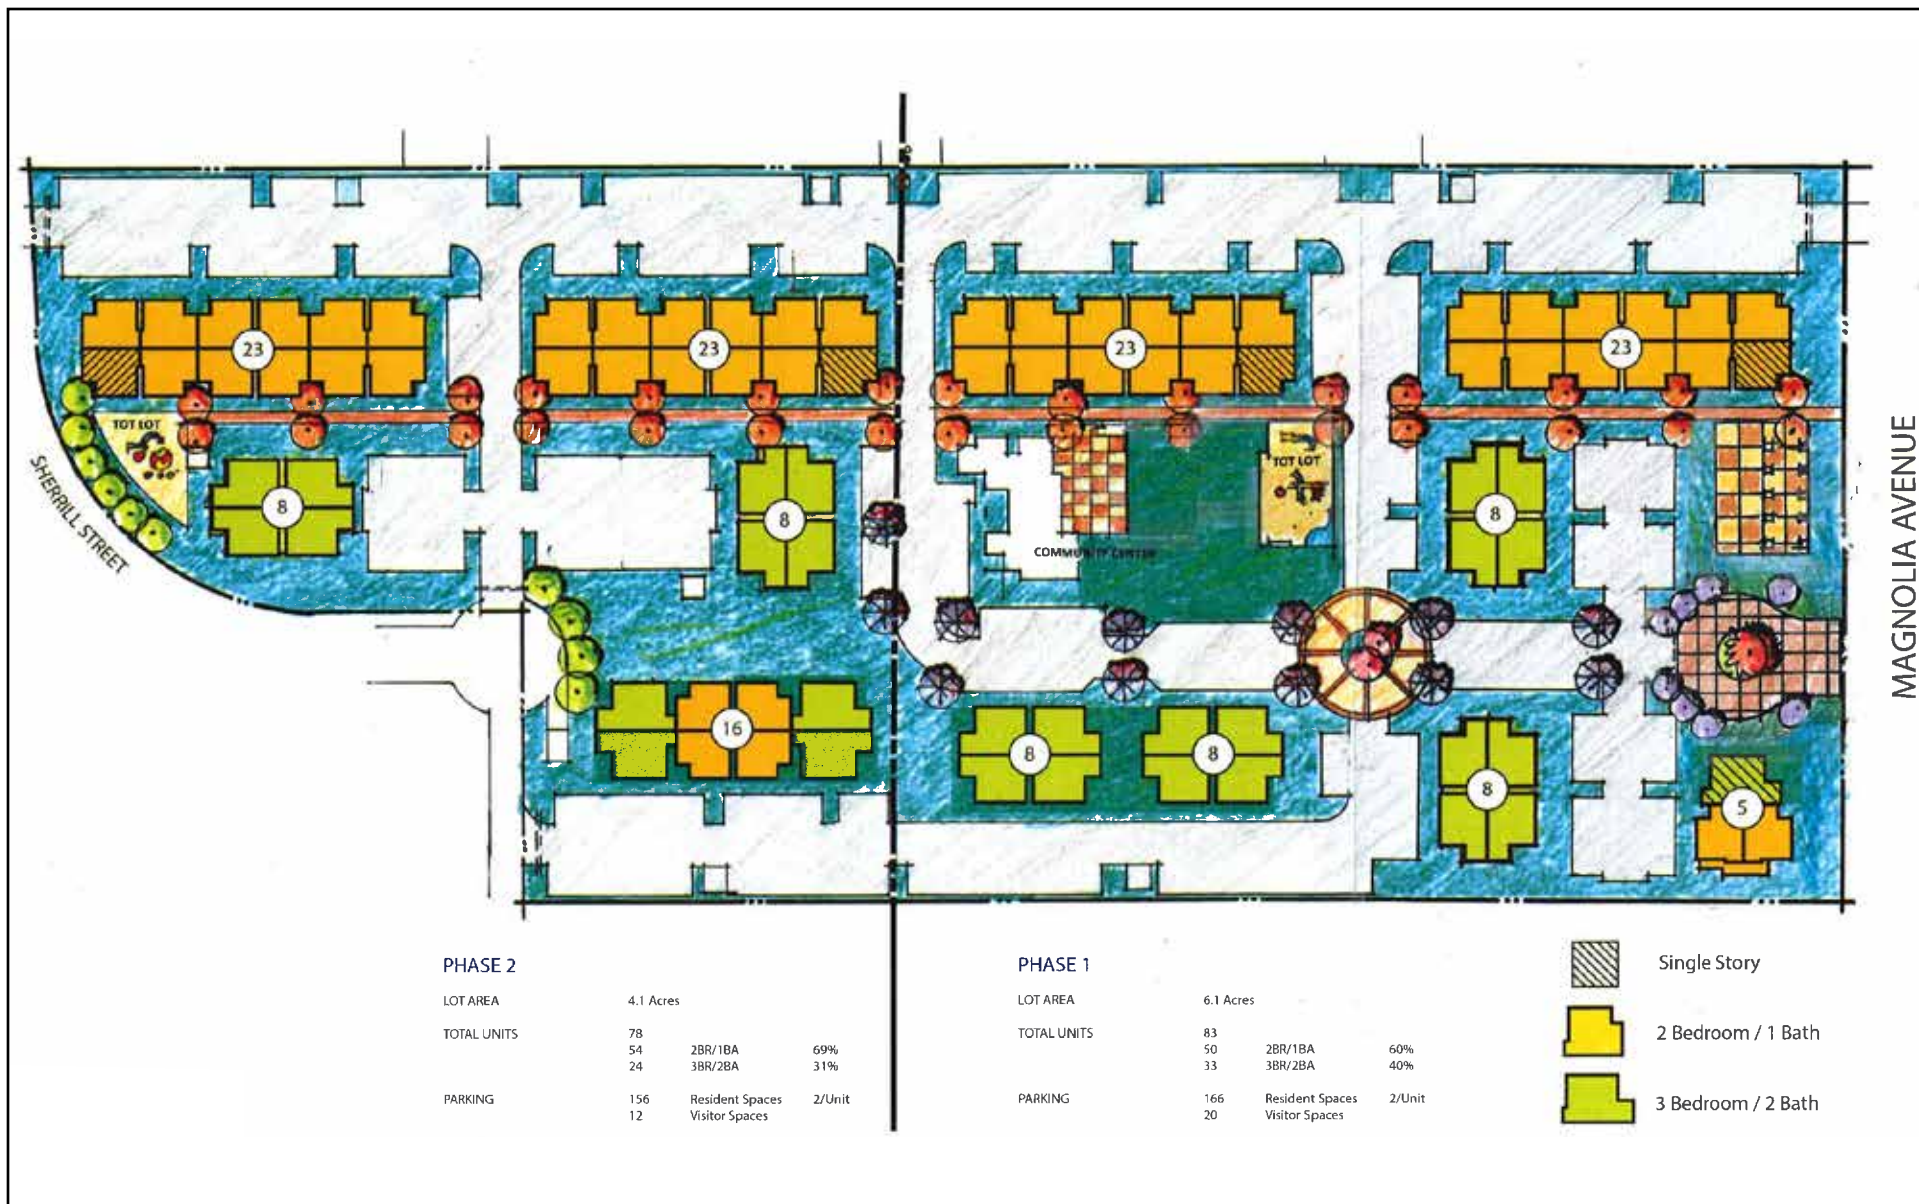 23
23
23
23
TOT LOT
TOT LOT
8
8
8
COMMUNITY CENTER
SHERRILL STREET
MAGNOLIA AVENUE
16
8
8
8
5
PHASE 2
LOT AREA 4.1 Acres
TOTAL UNITS 78
54 2BR/1BA 69%
24 3BR/2BA 31%
PARKING 156 Resident Spaces 2/Unit
12 Visitor Spaces
PHASE 1
LOT AREA 6.1 Acres
TOTAL UNITS 83
50 2BR/1BA 60%
33 3BR/2BA 40%
PARKING 166 Resident Spaces 2/Unit
20 Visitor Spaces
Single Story
2 Bedroom / 1 Bath
3 Bedroom / 2 Bath